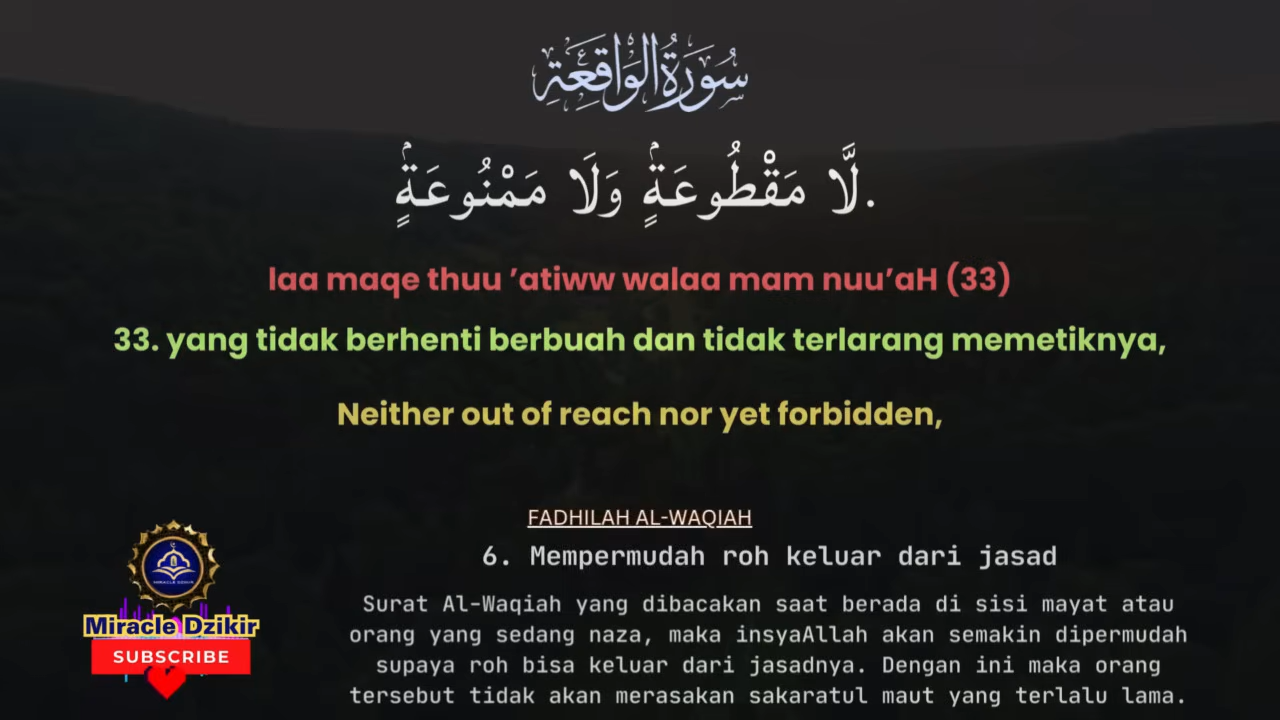 سُورَةُ الْوَاقِعَةِ
لَّا مَقْطُوعَةٍۢ وَلَا مَمْنُوعَةٍۢ.
laa maqe thuu ’atiww walaa mam nuu’aH (33)
33. yang tidak berhenti berbuah dan tidak terlarang memetiknya,
Neither out of reach nor yet forbidden,
FADHILAH AL-WAQIAH
6. Mempermudah roh keluar dari jasad
Surat Al-Waqiah yang dibacakan saat berada di sisi mayat atau
orang yang sedang naza, maka insyaAllah akan semakin dipermudah
supaya roh bisa keluar dari jasadnya. Dengan ini maka orang
tersebut tidak akan merasakan sakaratul maut yang terlalu lama.
MIRACLE DZIKIR
Miracle Dzikir
SUBSCRIBE